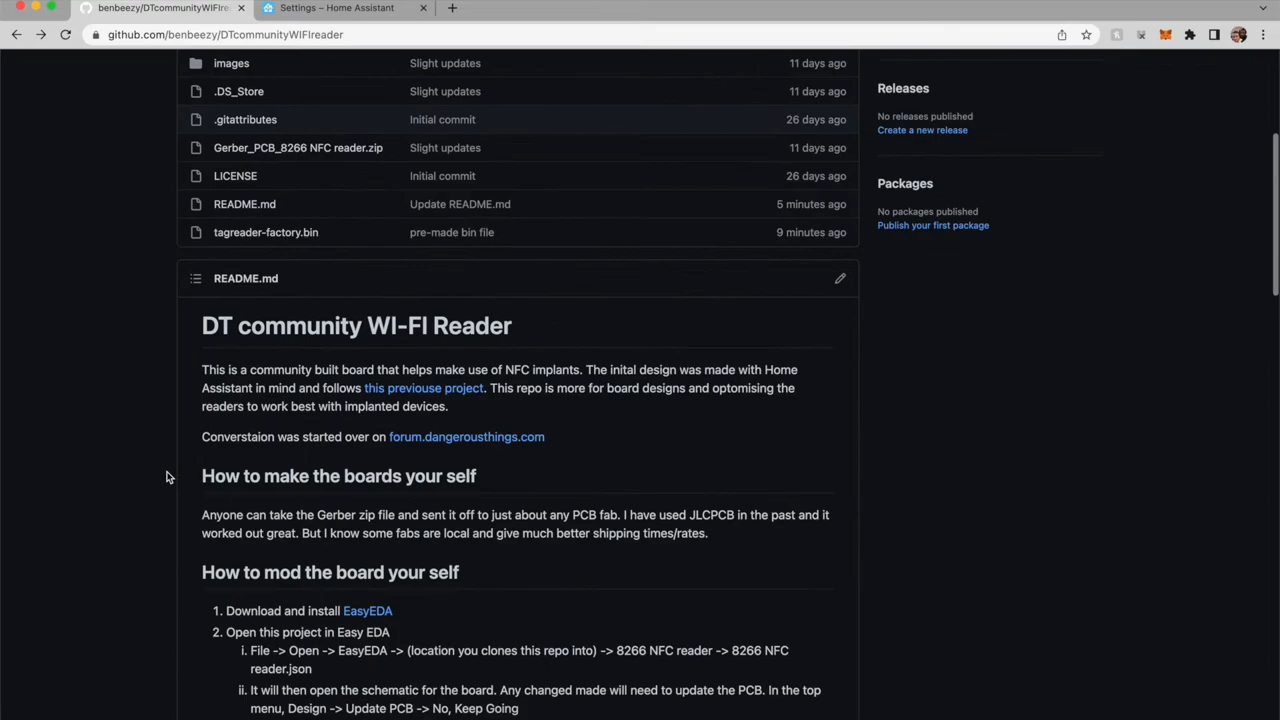 benbeezy/DTcommunityWIFIre
Settings – Home Assistant
github.com/benbeezy/DTcommunityWIFIreader
images Slight updates 11 days ago
.DS_Store Slight updates 11 days ago
.gitattributes Initial commit 26 days ago
Gerber_PCB_8266 NFC reader.zip Slight updates 11 days ago
LICENSE Initial commit 26 days ago
README.md Update README.md 5 minutes ago
tagreader-factory.bin pre-made bin file 9 minutes ago
README.md
DT community WI-FI Reader
This is a community built board that helps make use of NFC implants. The inital design was made with Home
Assistant in mind and follows this previouse project. This repo is more for board designs and optomising the
readers to work best with implanted devices.
Converstaion was started over on forum.dangerousthings.com
How to make the boards your self
Anyone can take the Gerber zip file and sent it off to just about any PCB fab. I have used JLCPCB in the past and it
worked out great. But I know some fabs are local and give much better shipping times/rates.
How to mod the board your self
1. Download and install EasyEDA
2. Open this project in Easy EDA
i. File -> Open -> EasyEDA -> (location you clones this repo into) -> 8266 NFC reader -> 8266 NFC
reader.json
ii. It will then open the schematic for the board. Any changed made will need to update the PCB. In the top
menu, Design -> Update PCB -> No, Keep Going
Releases
No releases published
Create a new release
Packages
No packages published
Publish your first package